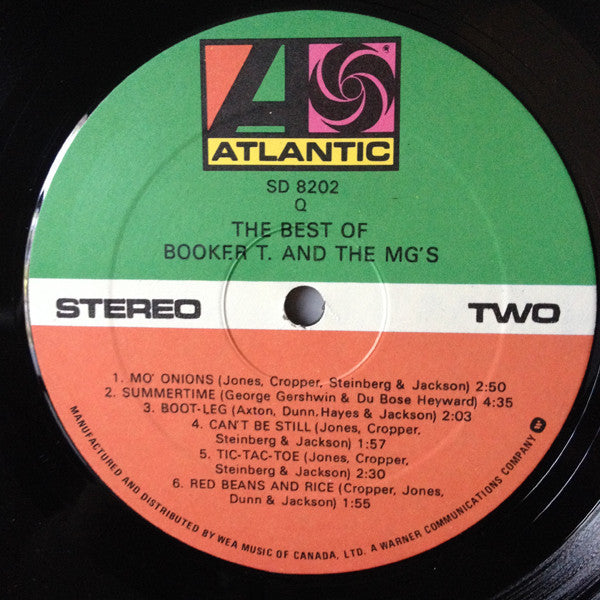 ATLANTIC
SD 8202
Q
THE BEST OF
BOOKER T. AND THE MG'S
STEREO TWO
1. MO' ONIONS (Jones, Cropper, Steinberg & Jackson) 2:50
2. SUMMERTIME (George Gershwin & Du Bose Heyward) 4:35
3. BOOT-LEG (Axton, Dunn, Hayes & Jackson) 2:03
4. CAN'T BE STILL (Jones, Cropper,
Steinberg & Jackson) 1:57
5. TIC-TAC-TOE (Jones, Cropper,
Steinberg & Jackson) 2:30
6. RED BEANS AND RICE (Cropper, Jones,
Dunn & Jackson) 1:55
MANUFACTURED AND DISTRIBUTED BY WEA MUSIC OF CANADA, LTD. A WARNER COMMUNICATIONS COMPANY